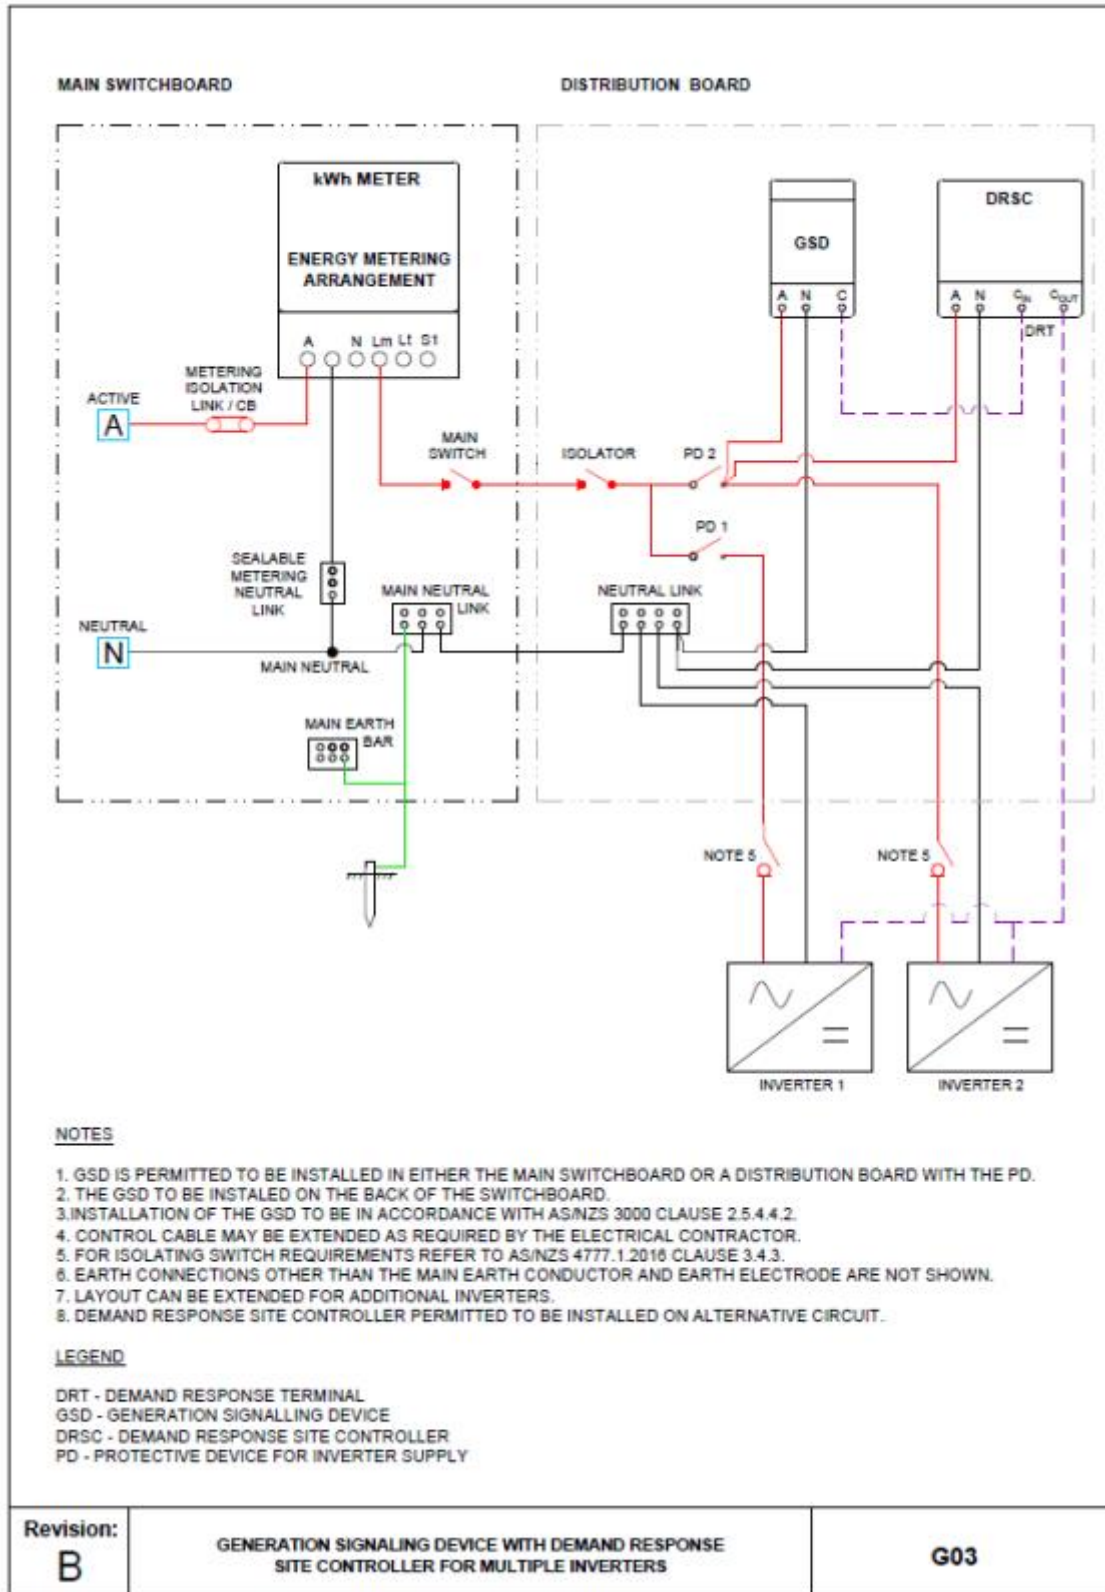 MAIN SWITCHBOARD
DISTRIBUTION BOARD
kWh METER
ENERGY METERING
ARRANGEMENT
A N Lm Lt S1
GSD
A N C
DRSC
A N CIN COUT
DRT
METERING
ISOLATION
LINK / CB
ACTIVE
A
MAIN
SWITCH
ISOLATOR
PD 2
PD 1
SEALABLE
METERING
NEUTRAL
LINK
MAIN NEUTRAL
LINK
NEUTRAL LINK
NEUTRAL
N
MAIN NEUTRAL
MAIN EARTH
BAR
NOTE 5
NOTE 5
INVERTER 1
INVERTER 2
NOTES
1. GSD IS PERMITTED TO BE INSTALLED IN EITHER THE MAIN SWITCHBOARD OR A DISTRIBUTION BOARD WITH THE PD.
2. THE GSD TO BE INSTALED ON THE BACK OF THE SWITCHBOARD.
3.INSTALLATION OF THE GSD TO BE IN ACCORDANCE WITH AS/NZS 3000 CLAUSE 2.5.4.4.2.
4. CONTROL CABLE MAY BE EXTENDED AS REQUIRED BY THE ELECTRICAL CONTRACTOR.
5. FOR ISOLATING SWITCH REQUIREMENTS REFER TO AS/NZS 4777.1.2016 CLAUSE 3.4.3.
6. EARTH CONNECTIONS OTHER THAN THE MAIN EARTH CONDUCTOR AND EARTH ELECTRODE ARE NOT SHOWN.
7. LAYOUT CAN BE EXTENDED FOR ADDITIONAL INVERTERS.
8. DEMAND RESPONSE SITE CONTROLLER PERMITTED TO BE INSTALLED ON ALTERNATIVE CIRCUIT.
LEGEND
DRT - DEMAND RESPONSE TERMINAL
GSD - GENERATION SIGNALLING DEVICE
DRSC - DEMAND RESPONSE SITE CONTROLLER
PD - PROTECTIVE DEVICE FOR INVERTER SUPPLY
Revision:
B
GENERATION SIGNALING DEVICE WITH DEMAND RESPONSE
SITE CONTROLLER FOR MULTIPLE INVERTERS
G03